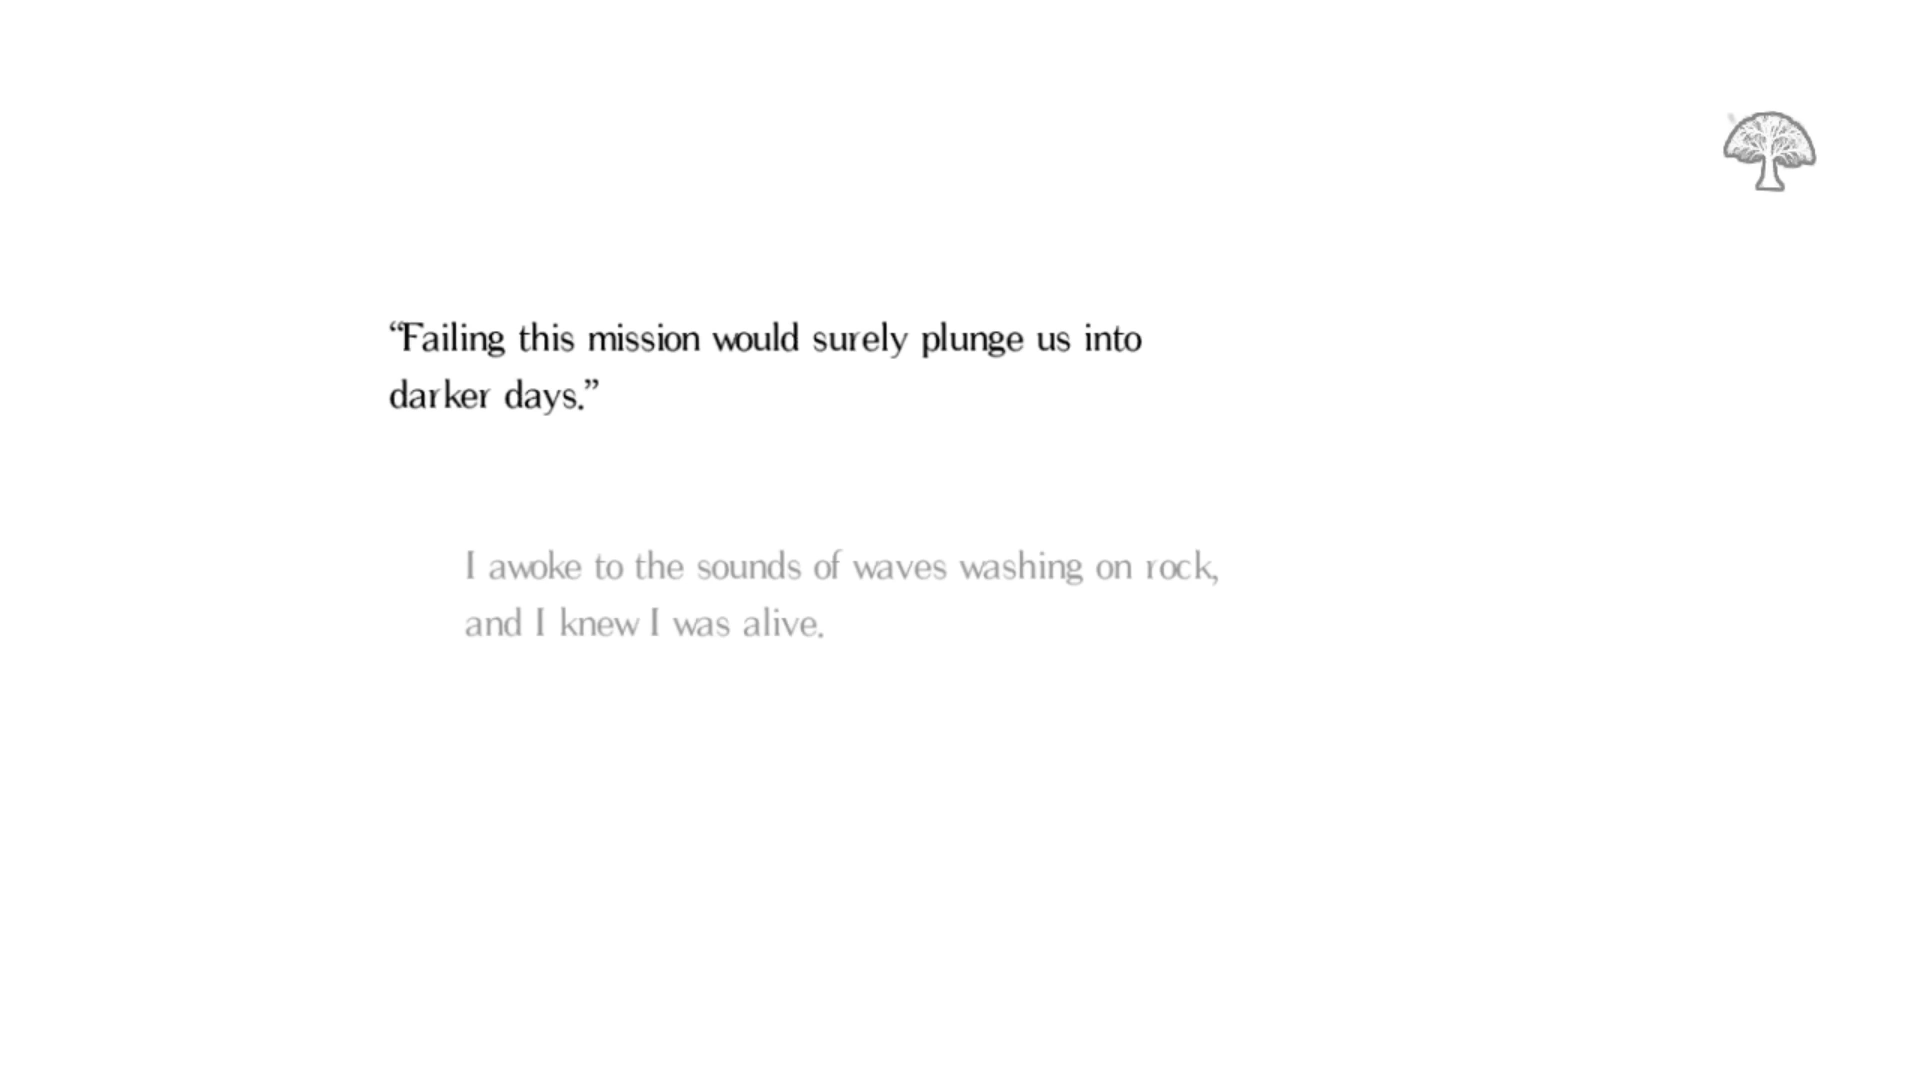 “Failing this mission would surely plunge us into
darker days.”
I awoke to the sounds of waves washing on rock,
and I knew I was alive.